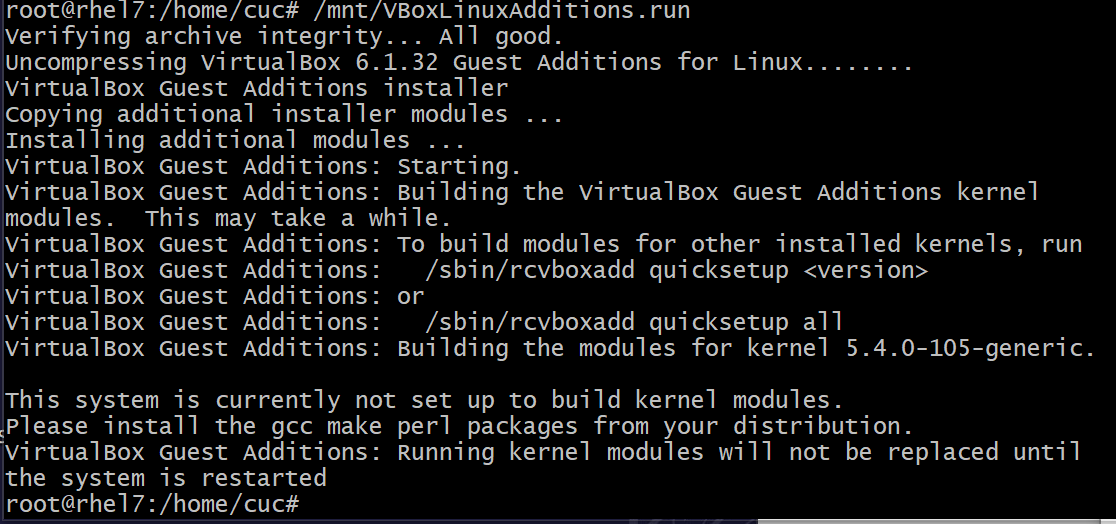 root@rhel7:/home/cuc# /mnt/VBoxLinuxAdditions.run
Verifying archive integrity... All good.
Uncompressing VirtualBox 6.1.32 Guest Additions for Linux........
VirtualBox Guest Additions installer
Copying additional installer modules ...
Installing additional modules ...
VirtualBox Guest Additions: Starting.
VirtualBox Guest Additions: Building the VirtualBox Guest Additions kernel
modules.  This may take a while.
VirtualBox Guest Additions: To build modules for other installed kernels, run
VirtualBox Guest Additions:   /sbin/rcvboxadd quicksetup <version>
VirtualBox Guest Additions: or
VirtualBox Guest Additions:   /sbin/rcvboxadd quicksetup all
VirtualBox Guest Additions: Building the modules for kernel 5.4.0-105-generic.

This system is currently not set up to build kernel modules.
Please install the gcc make perl packages from your distribution.
VirtualBox Guest Additions: Running kernel modules will not be replaced until
the system is restarted
root@rhel7:/home/cuc#